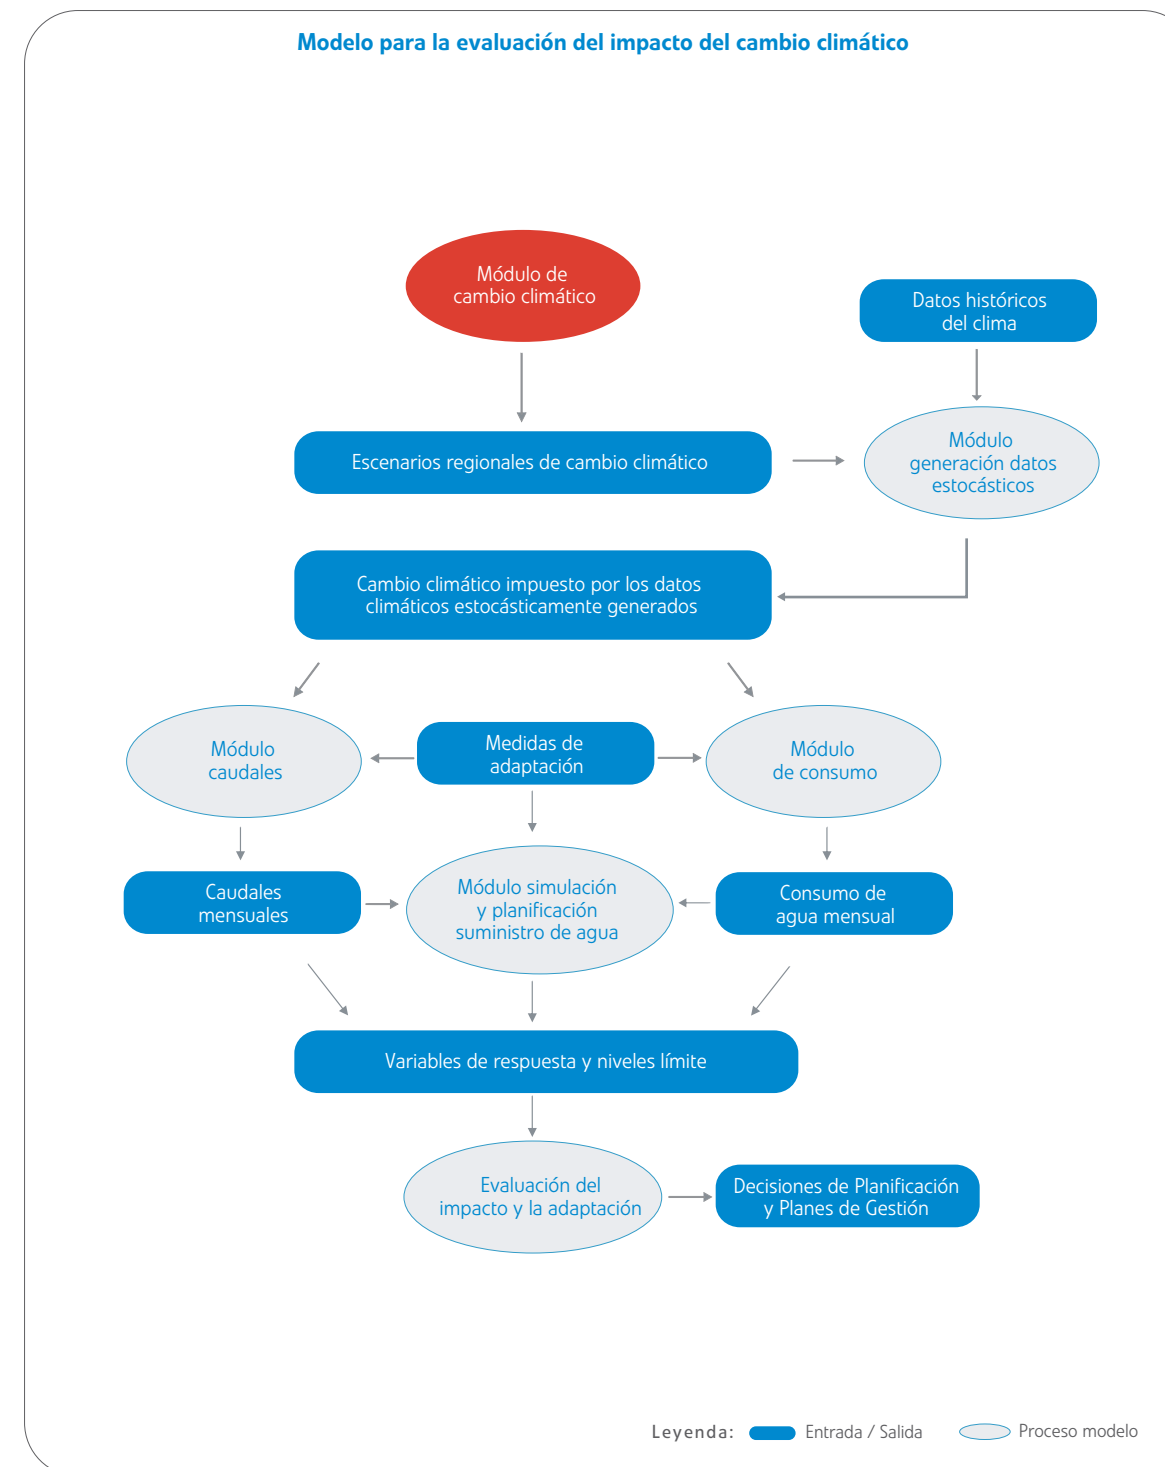 Modelo para la evaluación del impacto del cambio climático
Módulo de
cambio climático
Datos históricos
del clima
Escenarios regionales de cambio climático
Módulo
generación datos
estocásticos
Cambio climático impuesto por los datos
climáticos estocásticamente generados
Módulo
caudales
Medidas de
adaptación
Módulo
de consumo
Caudales
mensuales
Módulo simulación
y planificación
suministro de agua
Consumo de
agua mensual
Variables de respuesta y niveles límite
Evaluación del
impacto y la adaptación
Decisiones de Planificación
y Planes de Gestión
Leyenda: Entrada / Salida Proceso modelo